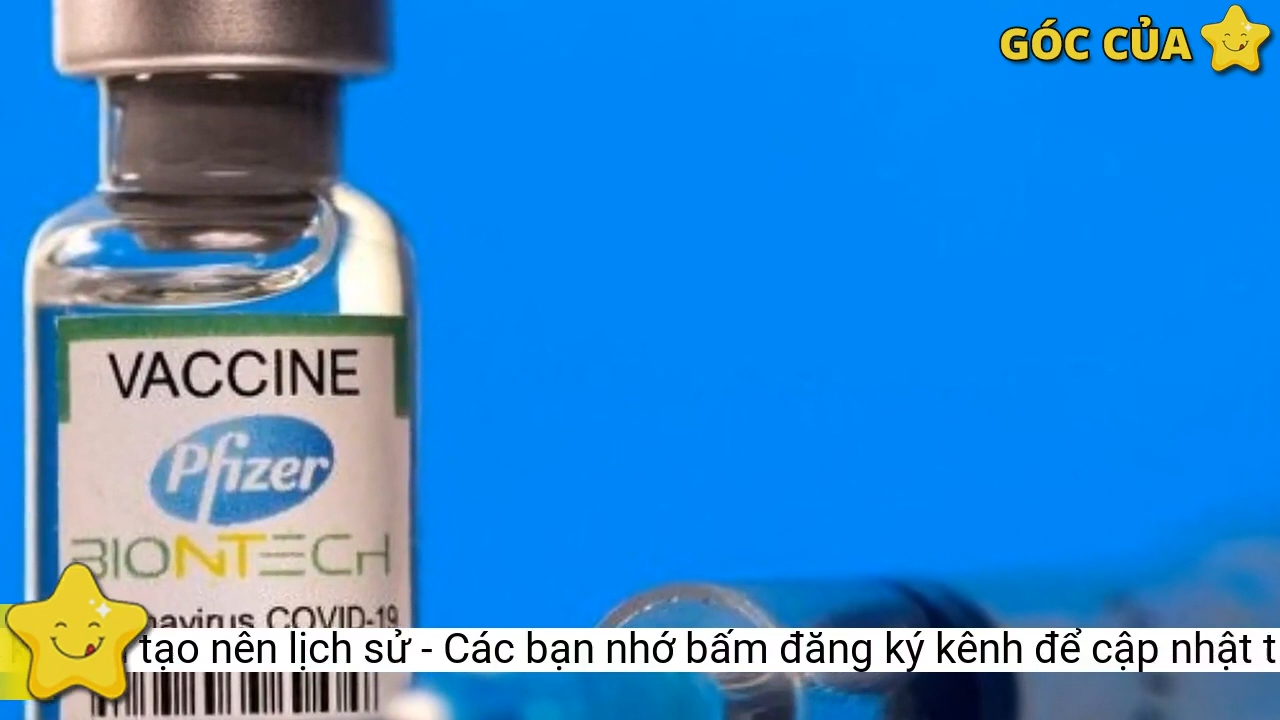 GÓC CỦA
VACCINE
Pfizer
BIONTECH
COVID-19
tạo nên lịch sử - Các bạn nhớ bấm đăng ký kênh để cập nhật